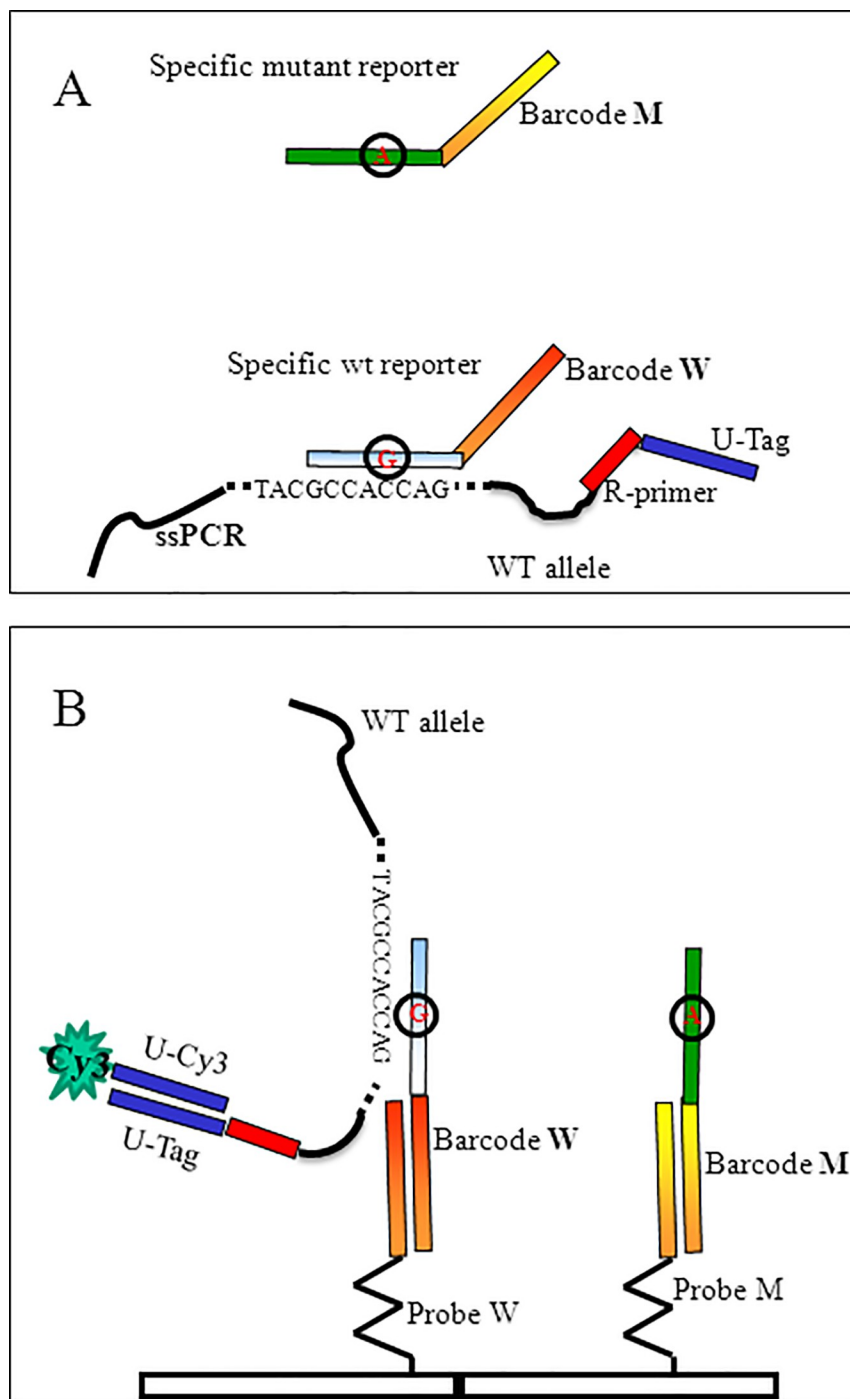 A
Specific mutant reporter
Barcode M
A
Specific wt reporter
Barcode W
G
U-Tag
TACGCCACCAG
R-primer
ssPCR
WT allele
B
WT allele
TACGCCACCAG
G
A
Cy3
U-Cy3
U-Tag
Barcode W
Barcode M
Probe W
Probe M